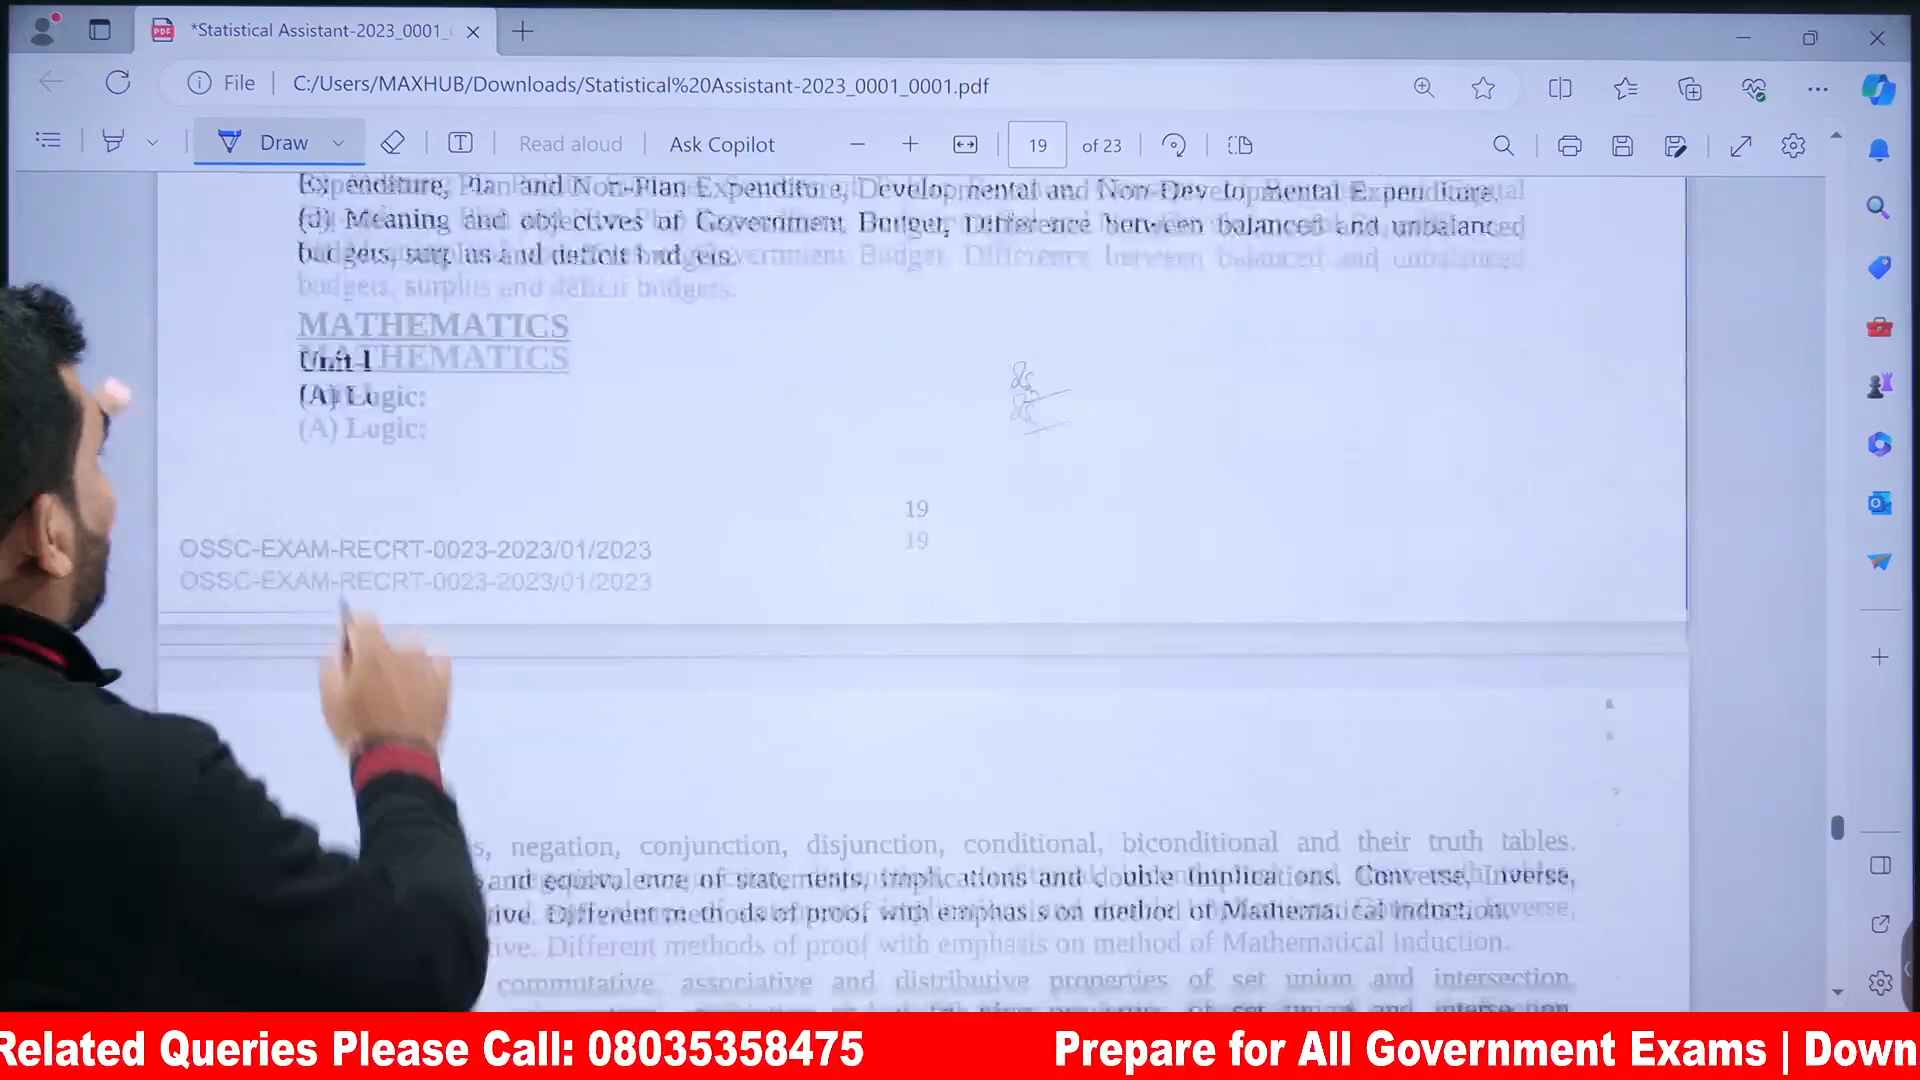 *Statistical Assistant-2023_0001_
File
C:/Users/MAXHUB/Downloads/Statistical%20Assistant-2023_0001_0001.pdf
Draw
Read aloud
Ask Copilot
19 of 23
Expenditure, Plan and Non-Plan Expenditure, Developmental and Non-Developmental Expenditure.
(d) Meaning and objectives of Government Budget, Difference between balanced and unbalanced
budgets, surplus and deficit budgets.
MATHEMATICS
Unit-I
(A) Logic:
19
OSSC-EXAM-RECRT-0023-2023/01/2023
negation, conjunction, disjunction, conditional, biconditional and their truth tables.
and equivalence of statements, implications and double implications. Converse, Inverse,
Different methods of proof with emphasis on method of Mathematical Induction.
commutative, associative and distributive properties of set union and intersection
Related Queries Please Call: 08035358475
Prepare for All Government Exams | Down